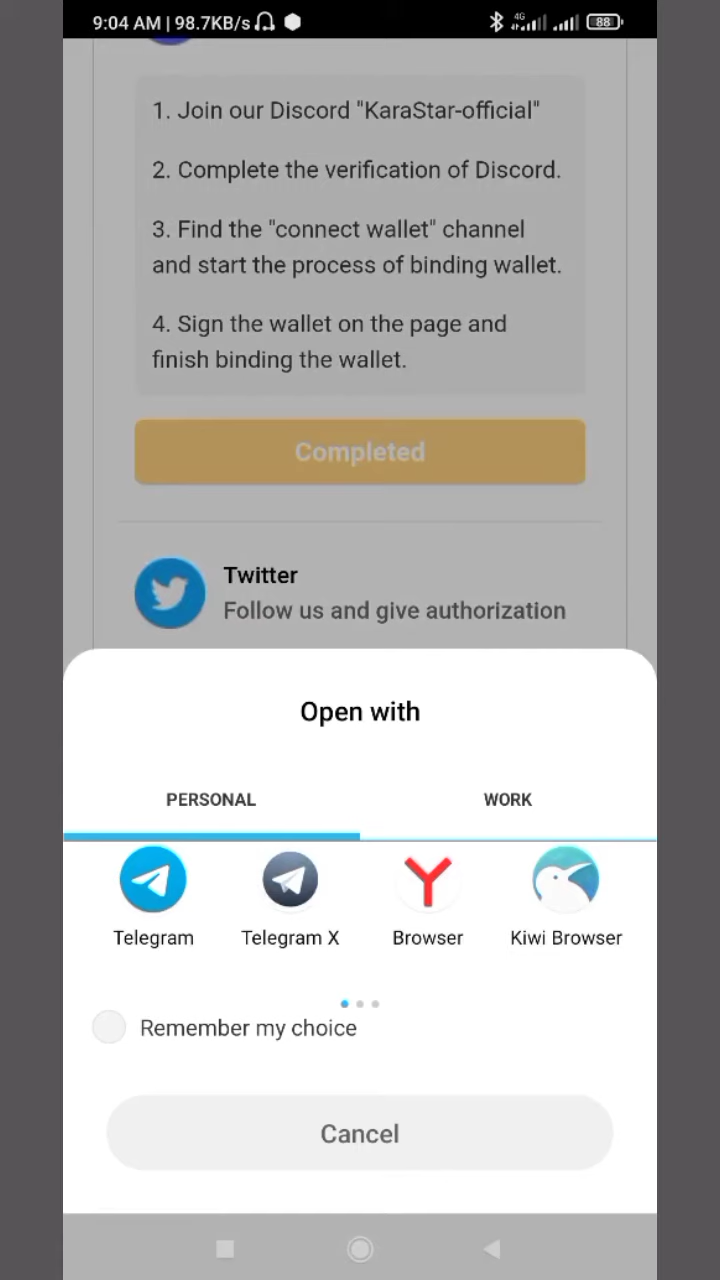 9:04 AM | 98.7KB/s
4G
88
1. Join our Discord "KaraStar-official"
2. Complete the verification of Discord.
3. Find the "connect wallet" channel
and start the process of binding wallet.
4. Sign the wallet on the page and
finish binding the wallet.
Completed
Twitter
Follow us and give authorization
Open with
PERSONAL
WORK
Telegram
Telegram X
Browser
Kiwi Browser
Remember my choice
Cancel